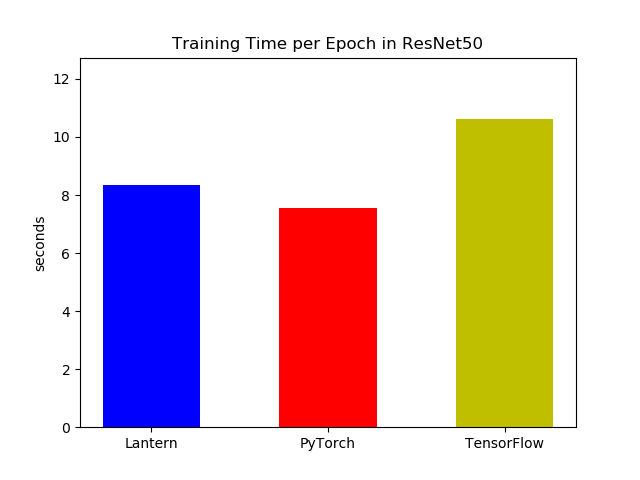 Training Time per Epoch in ResNet50
12
10
8
6
4
2
0
seconds
Lantern PyTorch TensorFlow